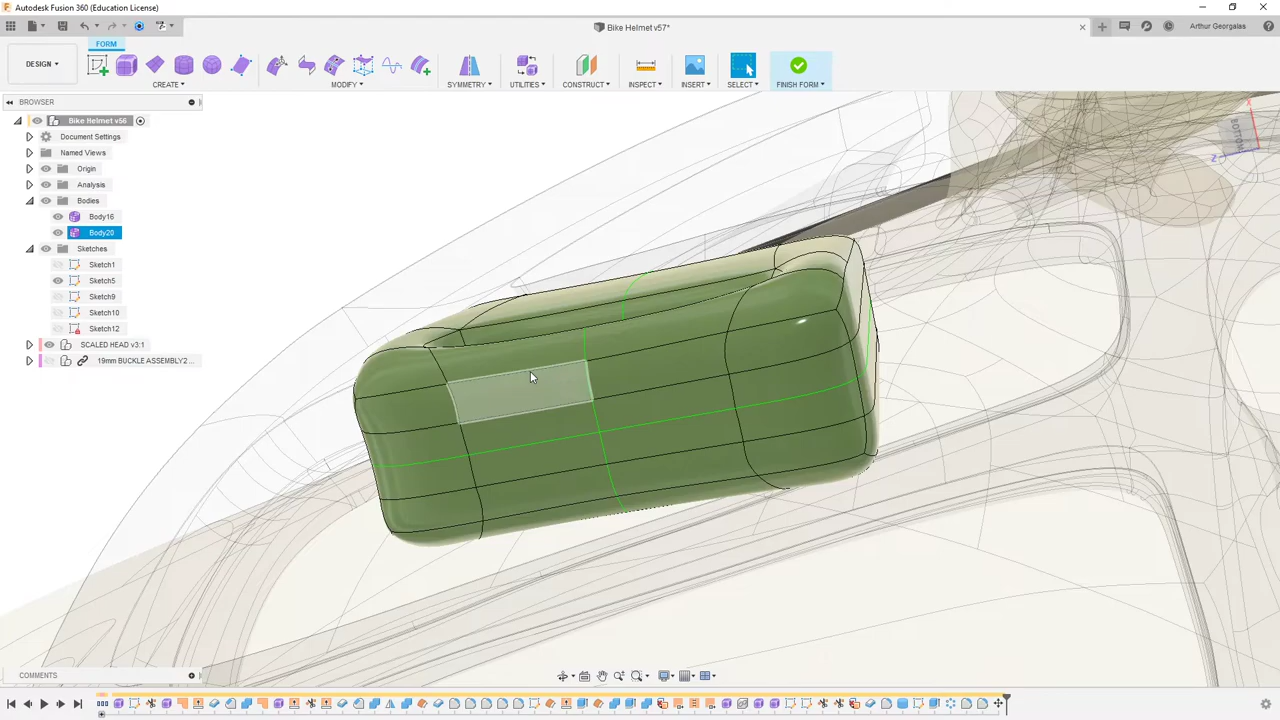 Autodesk Fusion 360 (Education License)
Bike Helmet v57*
Arthur Georgalas
FORM
DESIGN
CREATE
MODIFY
SYMMETRY
UTILITIES
CONSTRUCT
INSPECT
INSERT
SELECT
FINISH FORM
BROWSER
Bike Helmet v56
Document Settings
Named Views
Origin
Analysis
Bodies
Body16
Body20
Sketches
Sketch1
Sketch5
Sketch9
Sketch10
Sketch12
SCALED HEAD v3:1
19mm BUCKLE ASSEMBLY2...
BOTTOM
X
Z
COMMENTS